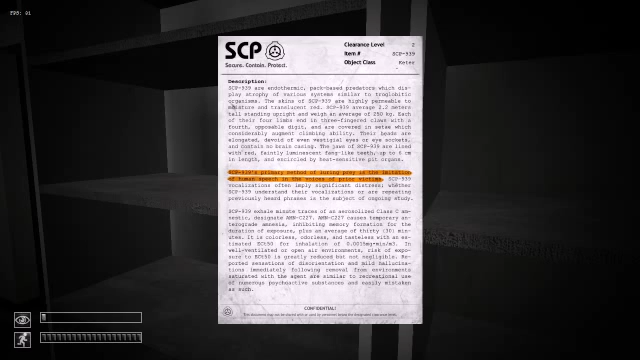 FPS: 81
SCP
Secure. Contain. Protect.
Clearance Level 2
Item # SCP-939
Object Class Keter
Description:
SCP-939 are endothermic, pack-based predators which dis-
play atrophy of various systems similar to troglobitic
organisms. The skins of SCP-939 are highly permeable to
moisture and translucent red. SCP-939 average 2.2 meters
tall standing upright and weigh an average of 250 kg. Each
of their four limbs end in three-fingered claws with a
fourth, opposable digit, and are covered in setae which
considerably augment climbing ability. Their heads are
elongated, devoid of even vestigial eyes or eye sockets,
and contain no brain casing. The jaws of SCP-939 are lined
with red, faintly luminescent fang-like teeth, up to 6 cm
in length, and encircled by heat-sensitive pit organs.
SCP-939's primary method of luring prey is the imitation
of human speech in the voices of prior victims. SCP-939
vocalizations often imply significant distress; whether
SCP-939 understand their vocalizations or are repeating
previously heard phrases is the subject of ongoing study.
SCP-939 exhale minute traces of an aerosolized Class C am-
nestic, designate AMN-C227. AMN-C227 causes temporary an-
terograde amnesia, inhibiting memory formation for the
duration of exposure, plus an average of thirty (30) min-
utes. It is colorless, odorless, and tasteless with an es-
timated ECt50 for inhalation of 0.0015mg·min/m3. In
well-ventilated or open air environments, risk of expo-
sure to ECt50 is greatly reduced but not negligible. Re-
ported sensations of disorientation and mild hallucina-
tions immediately following removal from environments
saturated with the agent are similar to recreational use
of numerous psychoactive substances and easily mistaken
as such.
CONFIDENTIAL!